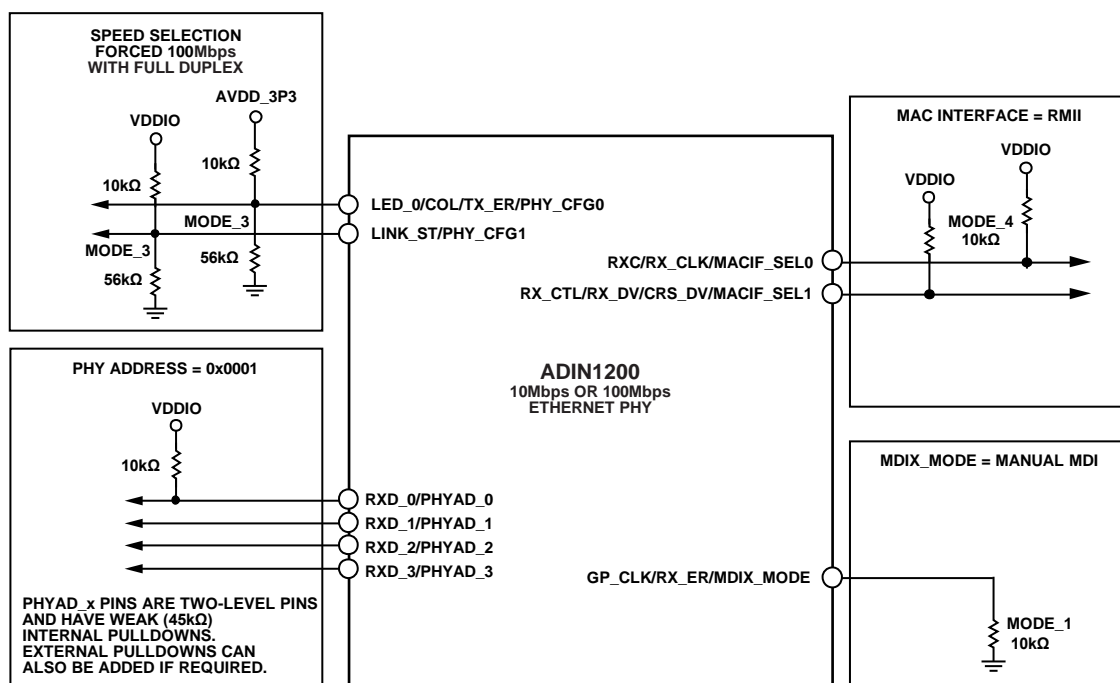 SPEED SELECTION
FORCED 100Mbps
WITH FULL DUPLEX
AVDD_3P3
VDDIO
10kΩ
10kΩ
MODE_3
MODE_3
56kΩ
56kΩ
LED_0/COL/TX_ER/PHY_CFG0
LINK_ST/PHY_CFG1
MAC INTERFACE = RMII
VDDIO
VDDIO
MODE_4
10kΩ
RXC/RX_CLK/MACIF_SEL0
RX_CTL/RX_DV/CRS_DV/MACIF_SEL1
ADIN1200
10Mbps OR 100Mbps
ETHERNET PHY
PHY ADDRESS = 0x0001
VDDIO
10kΩ
RXD_0/PHYAD_0
RXD_1/PHYAD_1
RXD_2/PHYAD_2
RXD_3/PHYAD_3
PHYAD_x PINS ARE TWO-LEVEL PINS
AND HAVE WEAK (45kΩ)
INTERNAL PULLDOWNS.
EXTERNAL PULLDOWNS CAN
ALSO BE ADDED IF REQUIRED.
MDIX_MODE = MANUAL MDI
GP_CLK/RX_ER/MDIX_MODE
MODE_1
10kΩ